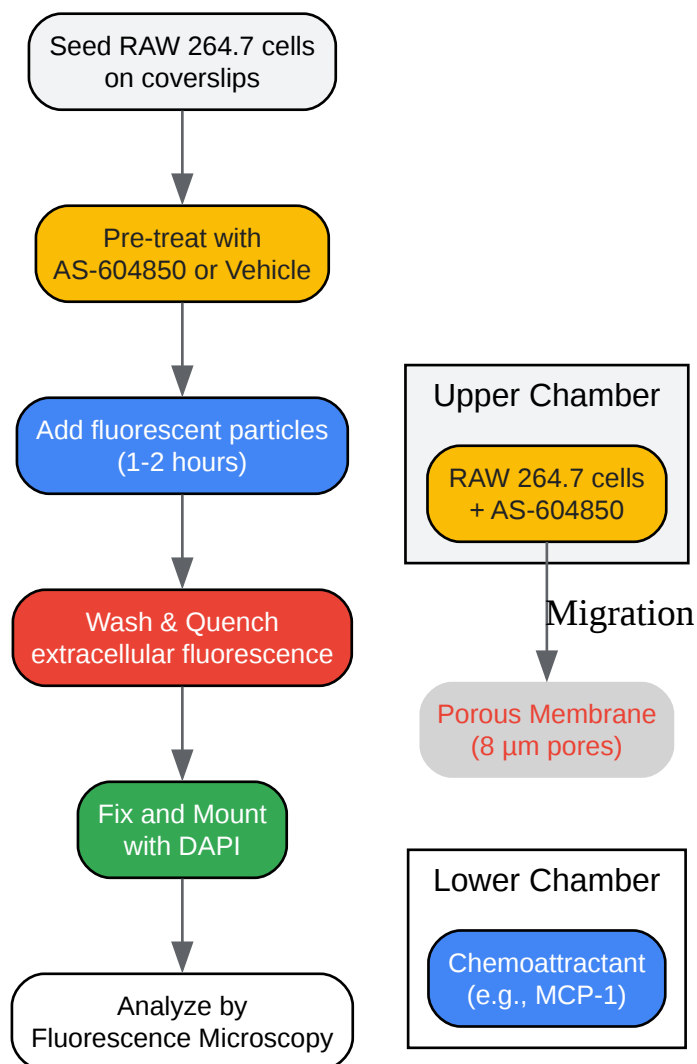 Seed RAW 264.7 cells
on coverslips
Pre-treat with
AS-604850 or Vehicle
Add fluorescent particles
(1-2 hours)
Wash & Quench
extracellular fluorescence
Fix and Mount
with DAPI
Analyze by
Fluorescence Microscopy
Upper Chamber
RAW 264.7 cells
+ AS-604850
Migration
Porous Membrane
(8 µm pores)
Lower Chamber
Chemoattractant
(e.g., MCP-1)